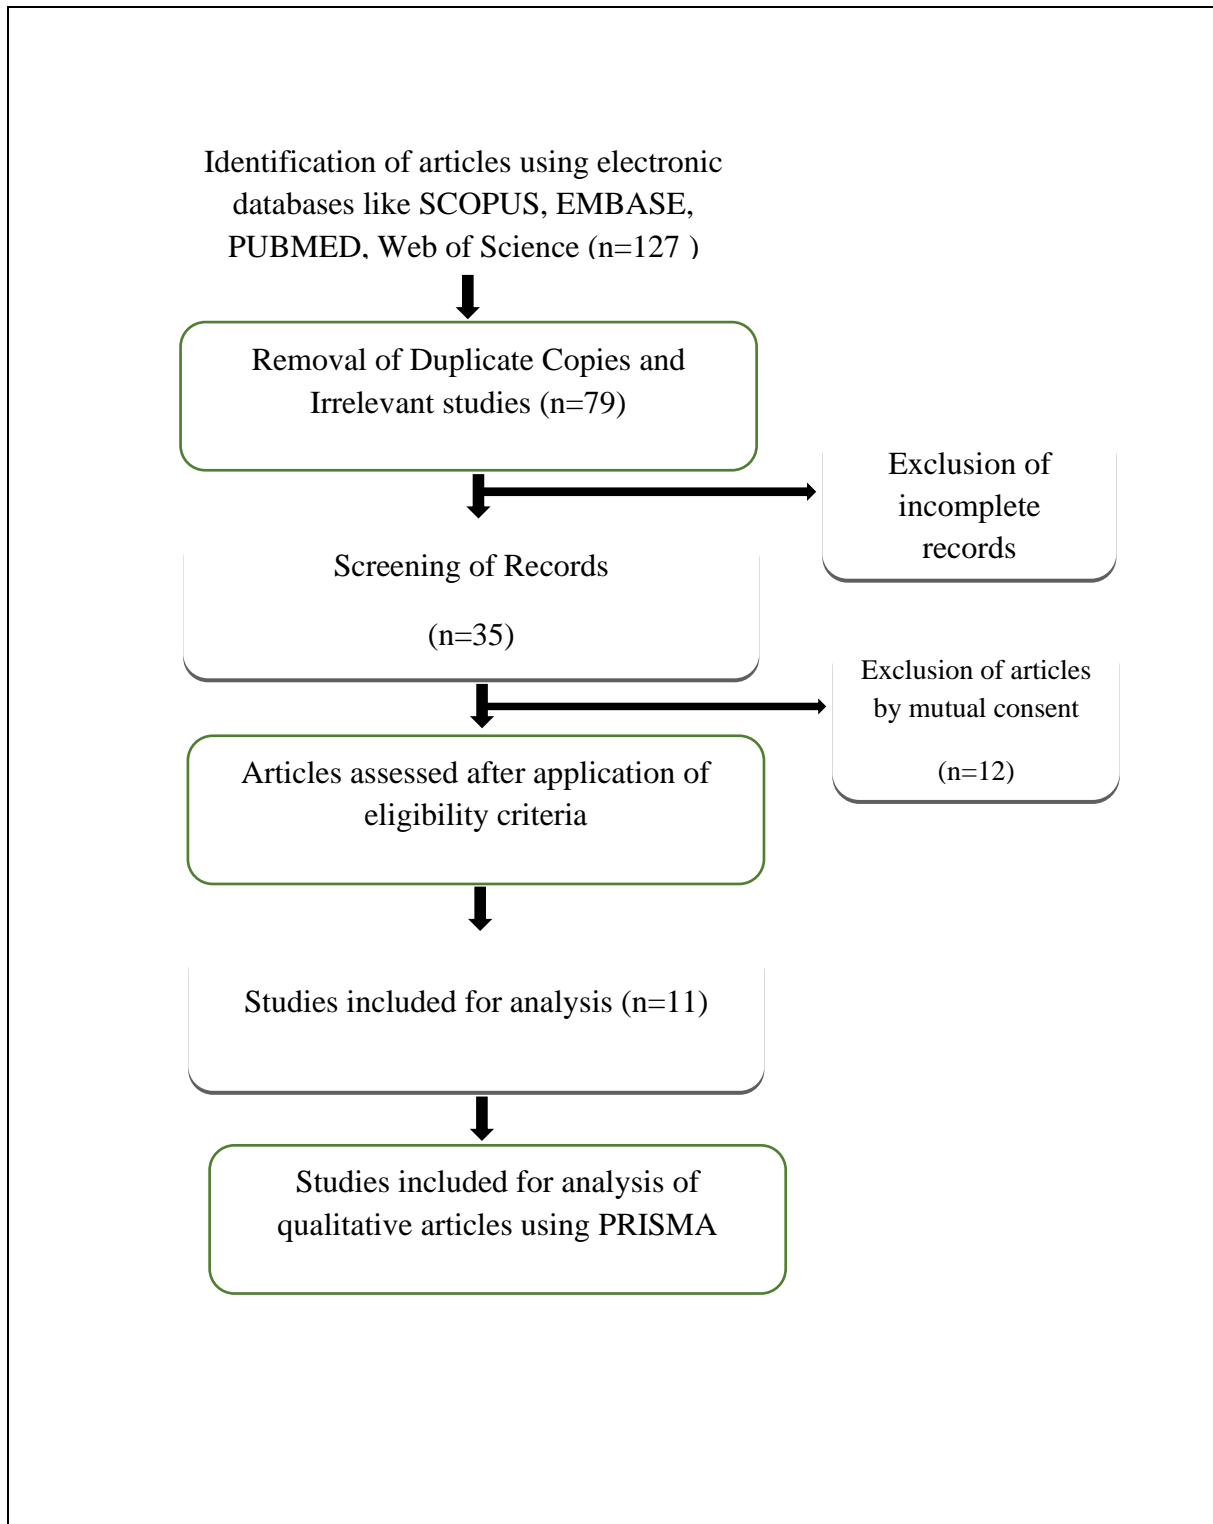 Identification of articles using electronic
databases like SCOPUS, EMBASE,
PUBMED, Web of Science (n=127 )
Removal of Duplicate Copies and
Irrelevant studies (n=79)
Exclusion of
incomplete
records
Screening of Records
(n=35)
Exclusion of articles
by mutual consent
(n=12)
Articles assessed after application of
eligibility criteria
Studies included for analysis (n=11)
Studies included for analysis of
qualitative articles using PRISMA